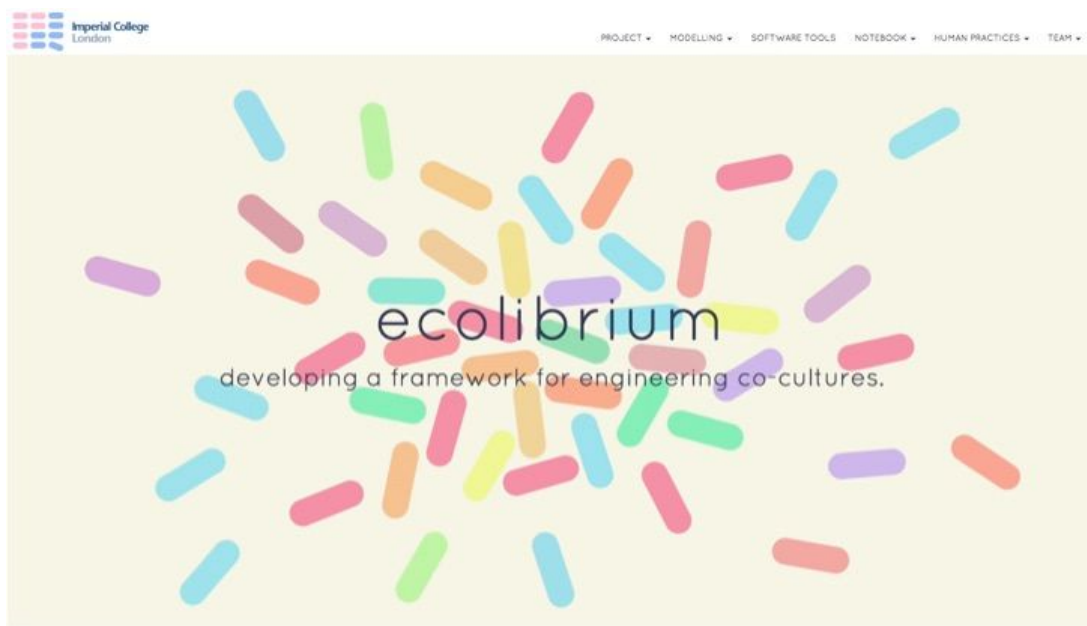 Imperial College
London
PROJECT MODELLING SOFTWARE TOOLS NOTEBOOK HUMAN PRACTICES TEAM
ecolibrium
developing a framework for engineering co-cultures.